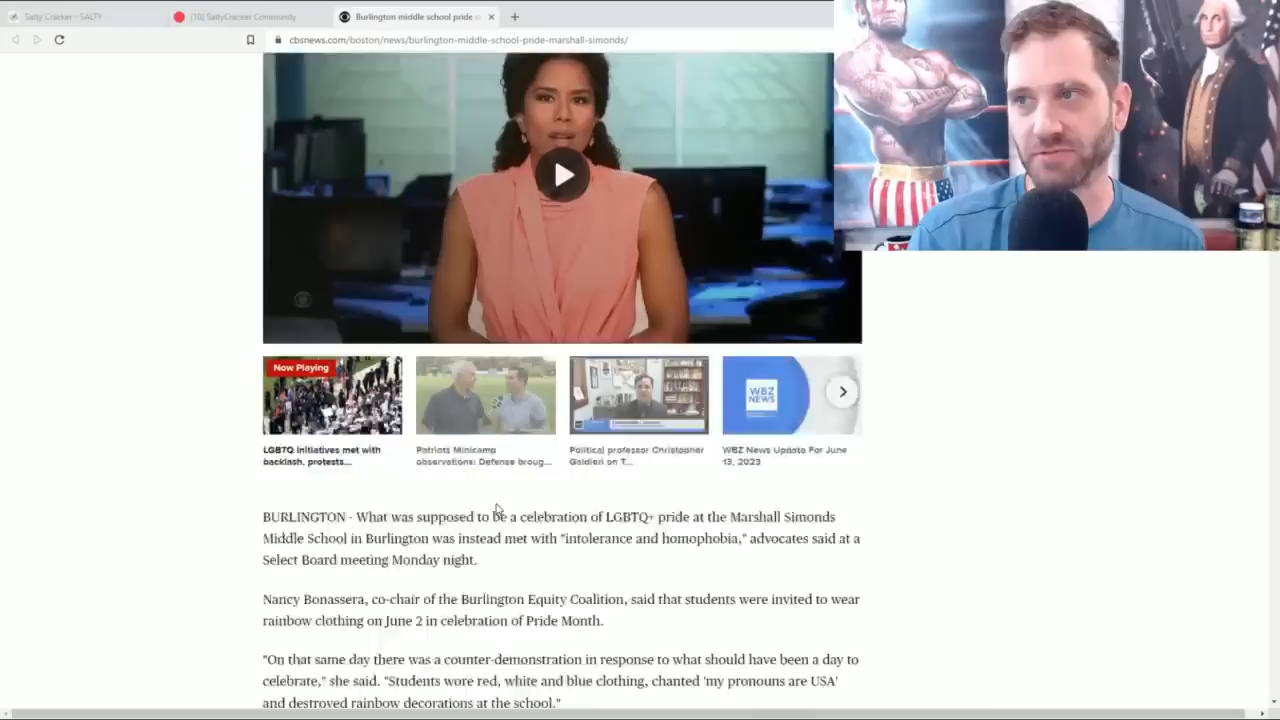 Salty Cracker - SALTY
[10] SaltyCracker Community
Burlington middle school pride
cbsnews.com/boston/news/burlington-middle-school-pride-marshall-simonds/
Now Playing
WBZ
NEWS
LGBTQ initiatives met with
backlash, protests...
Patriots Minicamp
observations: Defense broug...
Political professor Christopher
Galdieri on T...
WBZ News Update For June
13, 2023
BURLINGTON - What was supposed to be a celebration of LGBTQ+ pride at the Marshall Simonds
Middle School in Burlington was instead met with "intolerance and homophobia," advocates said at a
Select Board meeting Monday night.
Nancy Bonassera, co-chair of the Burlington Equity Coalition, said that students were invited to wear
rainbow clothing on June 2 in celebration of Pride Month.
"On that same day there was a counter-demonstration in response to what should have been a day to
celebrate," she said. "Students wore red, white and blue clothing, chanted 'my pronouns are USA'
and destroyed rainbow decorations at the school."